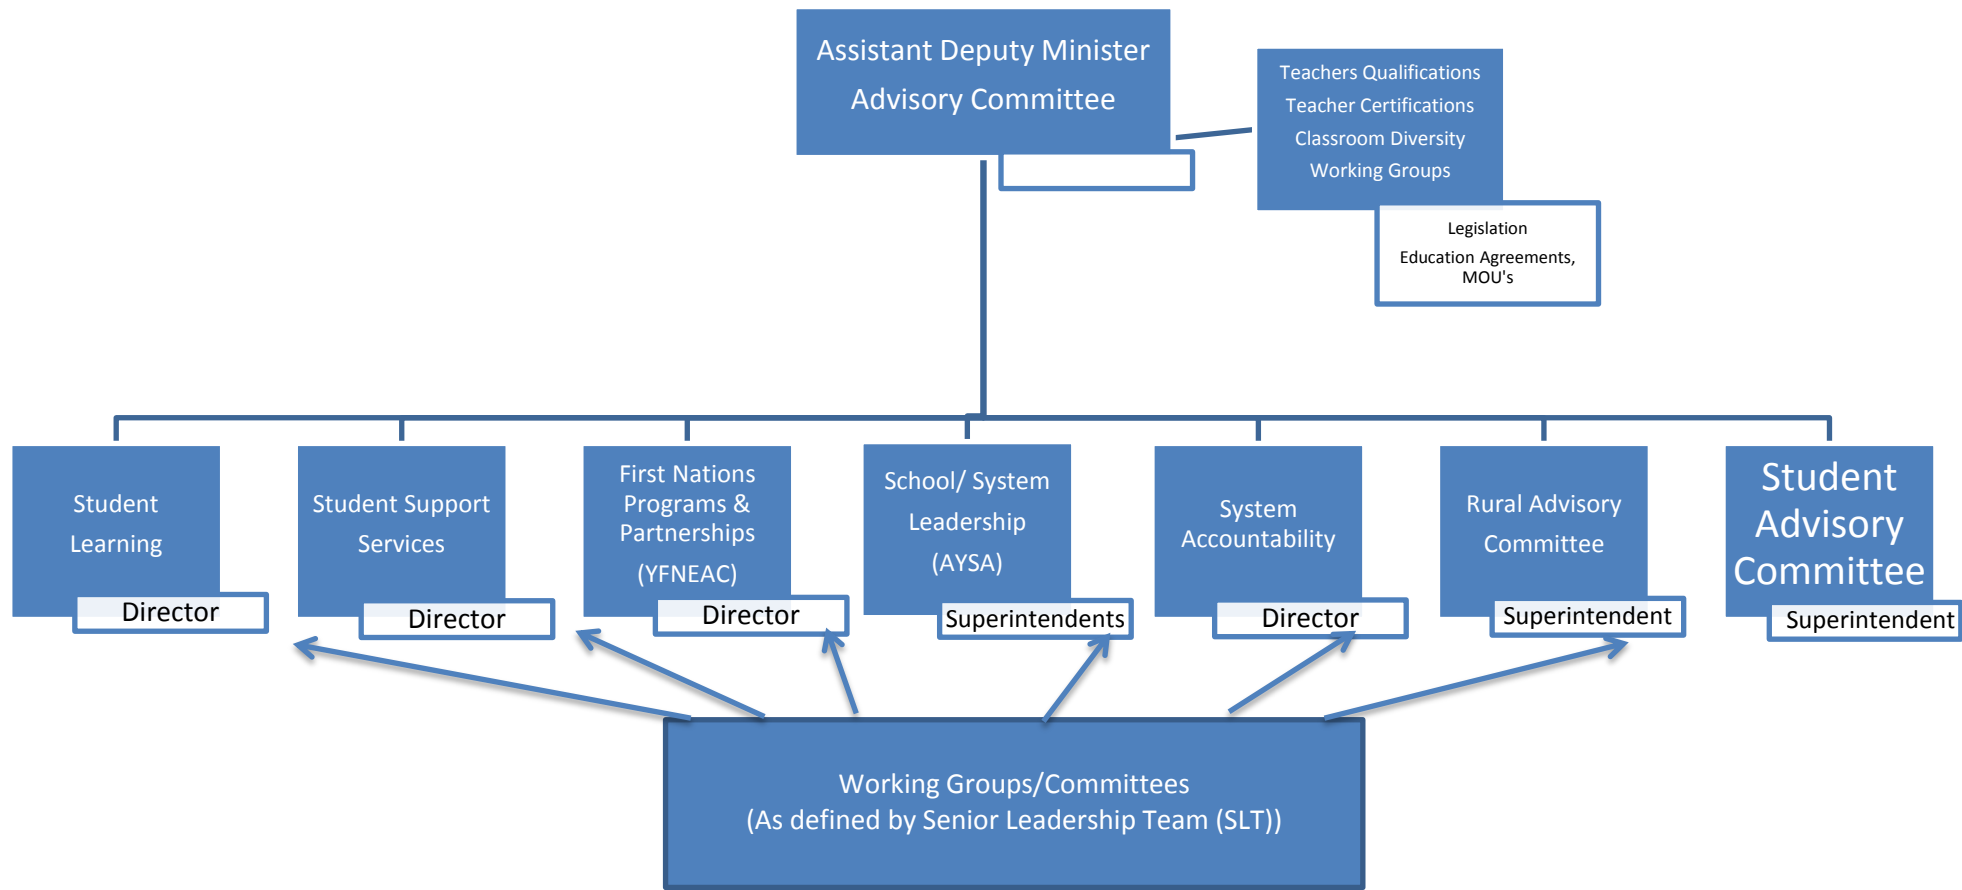 Assistant Deputy Minister
Advisory Committee
Teachers Qualifications
Teacher Certifications
Classroom Diversity
Working Groups
Legislation
Education Agreements,
MOU's
Student
Learning
Director
Student Support
Services
Director
First Nations
Programs &
Partnerships
(YFNEAC)
Director
School/ System
Leadership
(AYSA)
Superintendents
System
Accountability
Director
Rural Advisory
Committee
Superintendent
Student
Advisory
Committee
Superintendent
Working Groups/Committees
(As defined by Senior Leadership Team (SLT))